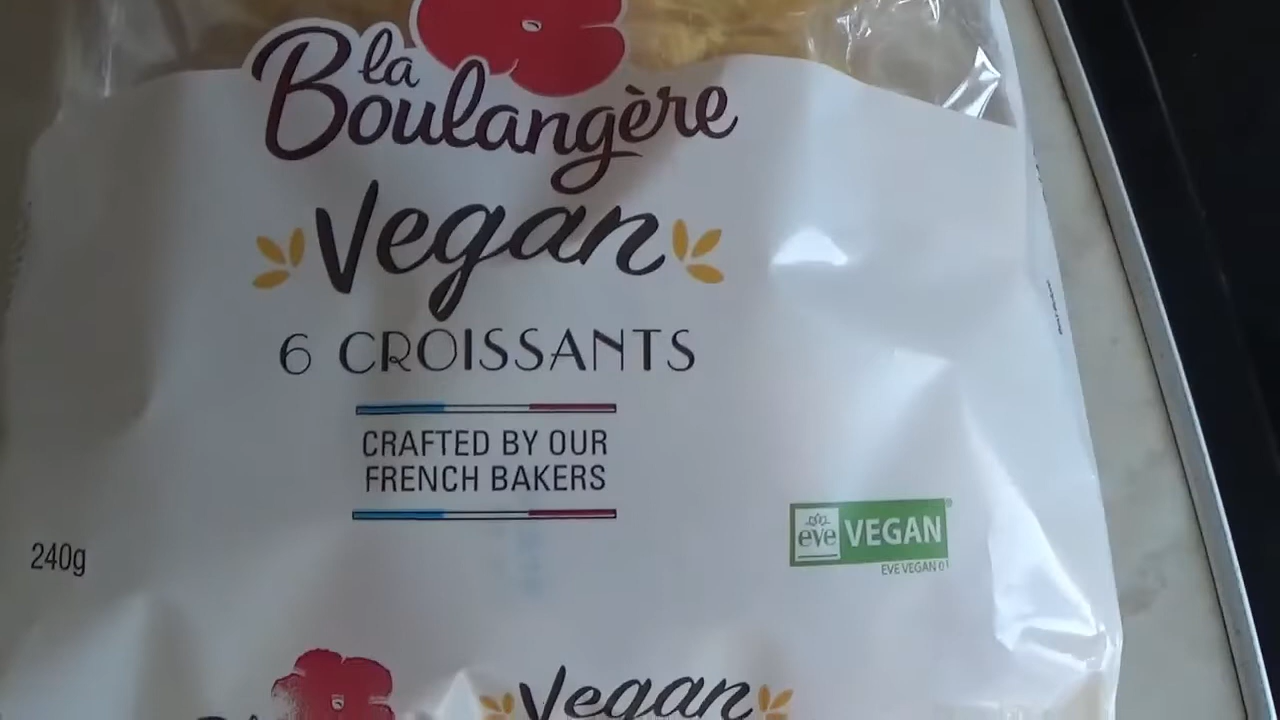 la
Boulangère
Vegan
6 CROISSANTS
CRAFTED BY OUR
FRENCH BAKERS
240g
eve VEGAN
EVE VEGAN
Vegan